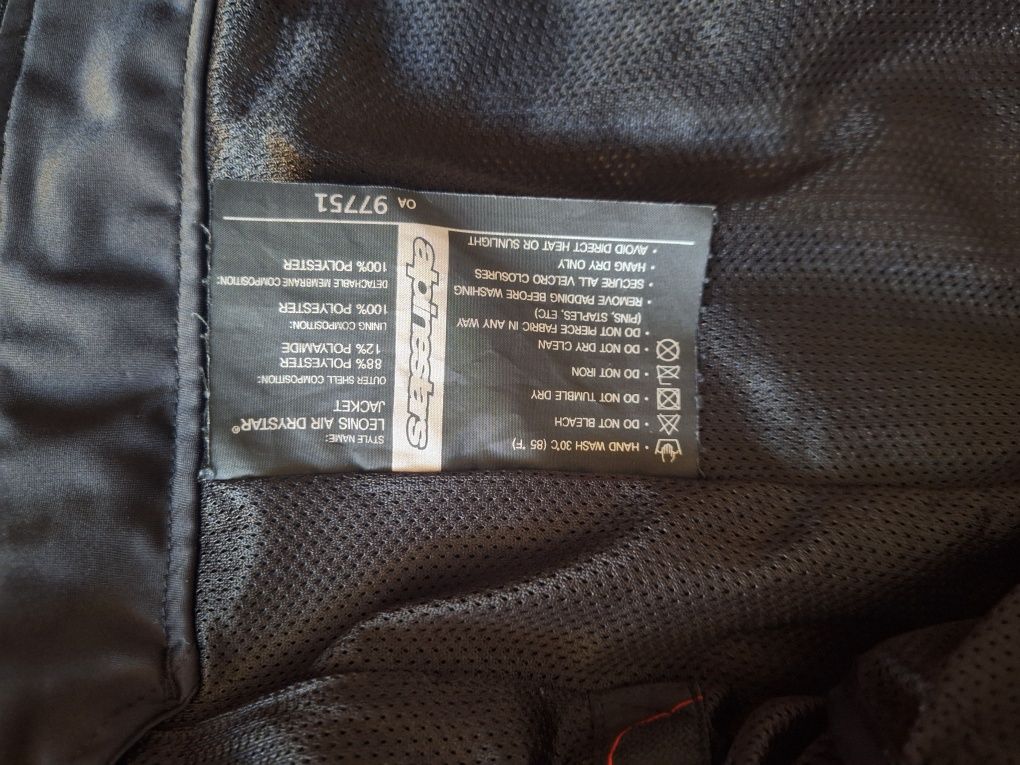 • HAND WASH 30°C (85 °F)
• DO NOT BLEACH
• DO NOT TUMBLE DRY
• DO NOT IRON
• DO NOT DRY CLEAN
• DO NOT PIERCE FABRIC IN ANY WAY
(PINS, STAPLES, ETC)
• REMOVE PADDING BEFORE WASHING
• SECURE ALL VELCRO CLOSURES
• HANG DRY ONLY
• AVOID DIRECT HEAT OR SUNLIGHT
alpinestars
STYLE NAME:
LEONIS AIR DRYSTAR®
JACKET
OUTER SHELL COMPOSITION:
88% POLYESTER
12% POLYAMIDE
LINING COMPOSITION:
100% POLYESTER
DETACHABLE MEMBRANE COMPOSITION:
100% POLYESTER
OA 97751